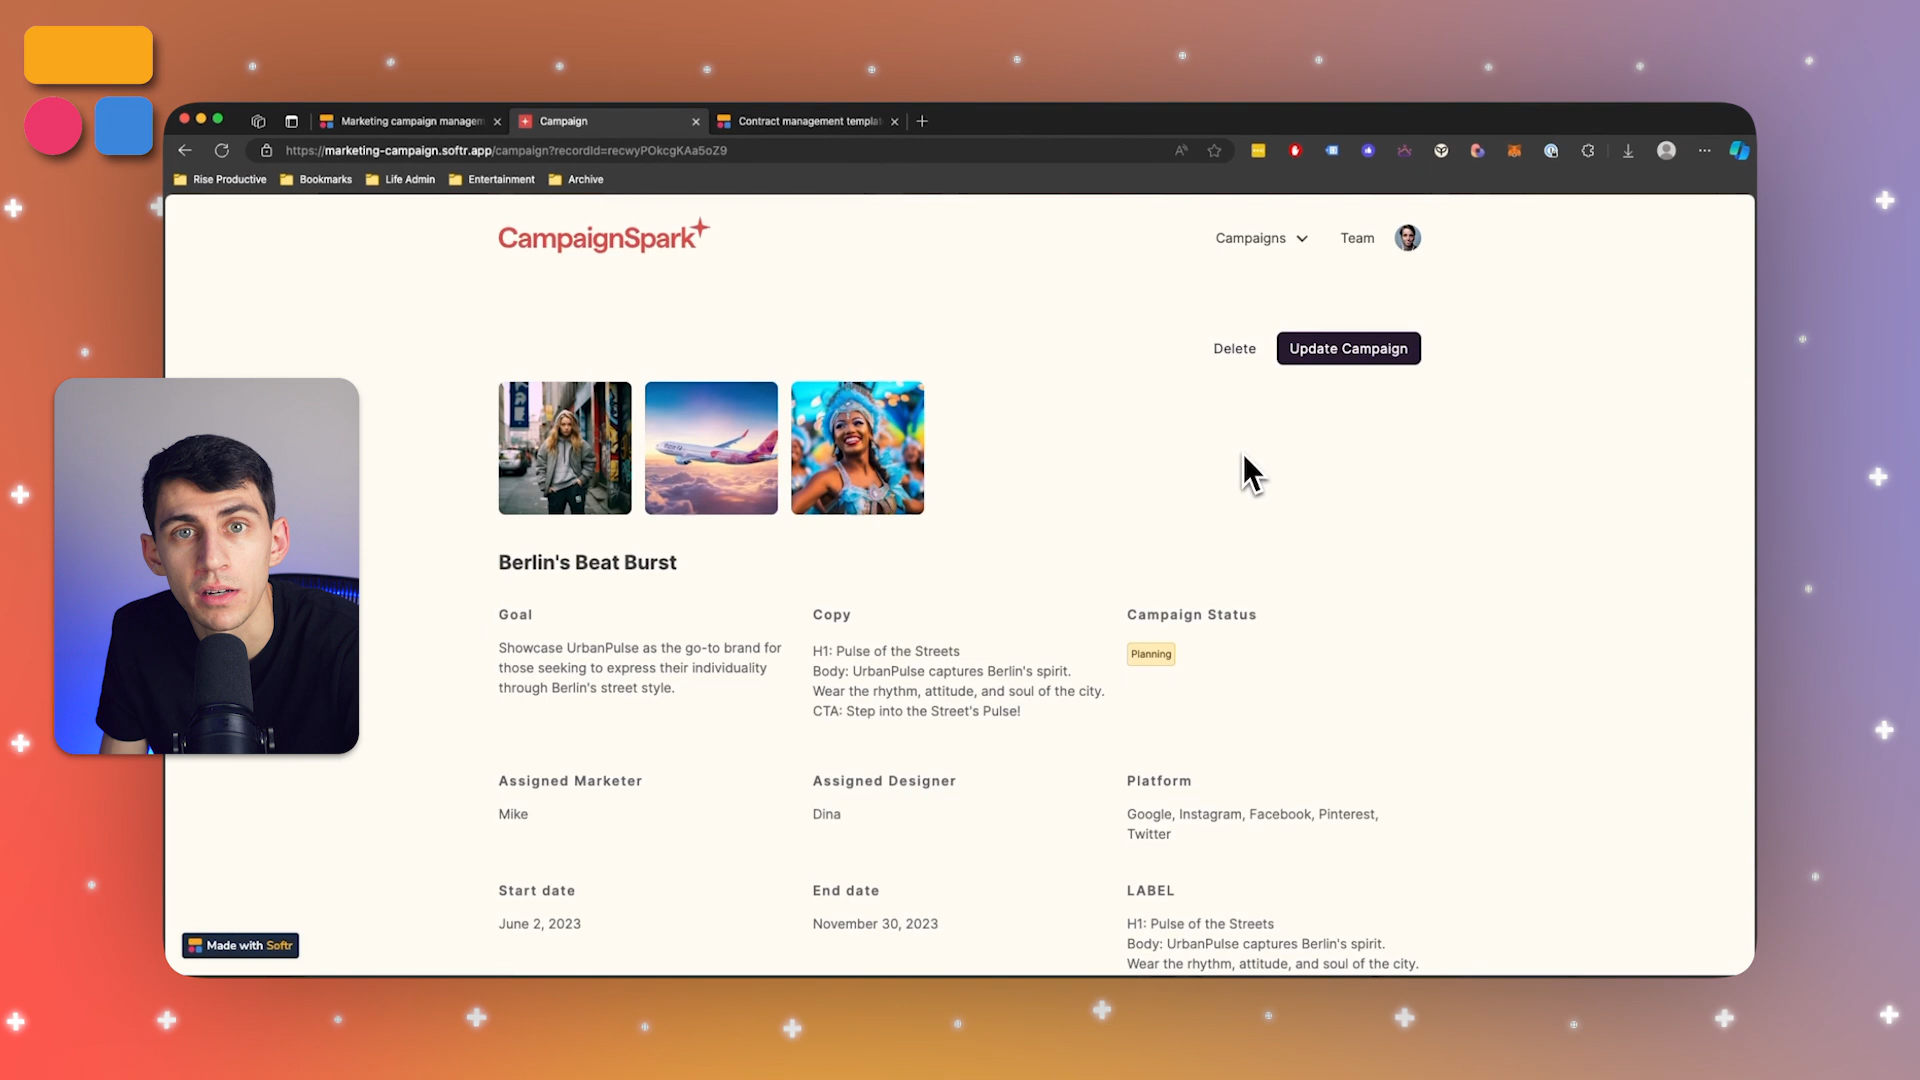 Marketing campaign managem
Campaign
Contract management templat
https://marketing-campaign.softr.app/campaign?recordId=recwyPOkcgKAa5oZ9
Rise Productive
Bookmarks
Life Admin
Entertainment
Archive
CampaignSpark
Campaigns
Team
Delete
Update Campaign
Berlin's Beat Burst
Goal
Showcase UrbanPulse as the go-to brand for
those seeking to express their individuality
through Berlin's street style.
Copy
H1: Pulse of the Streets
Body: UrbanPulse captures Berlin's spirit.
Wear the rhythm, attitude, and soul of the city.
CTA: Step into the Street's Pulse!
Campaign Status
Planning
Assigned Marketer
Mike
Assigned Designer
Dina
Platform
Google, Instagram, Facebook, Pinterest,
Twitter
Start date
June 2, 2023
End date
November 30, 2023
LABEL
H1: Pulse of the Streets
Body: UrbanPulse captures Berlin's spirit.
Wear the rhythm, attitude, and soul of the city.
Made with Softr